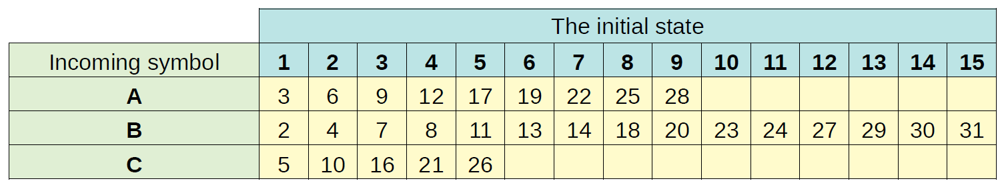 The initial state
Incoming symbol 1 2 3 4 5 6 7 8 9 10 11 12 13 14 15
A 3 6 9 12 17 19 22 25 28
B 2 4 7 8 11 13 14 18 20 23 24 27 29 30 31
C 5 10 16 21 26